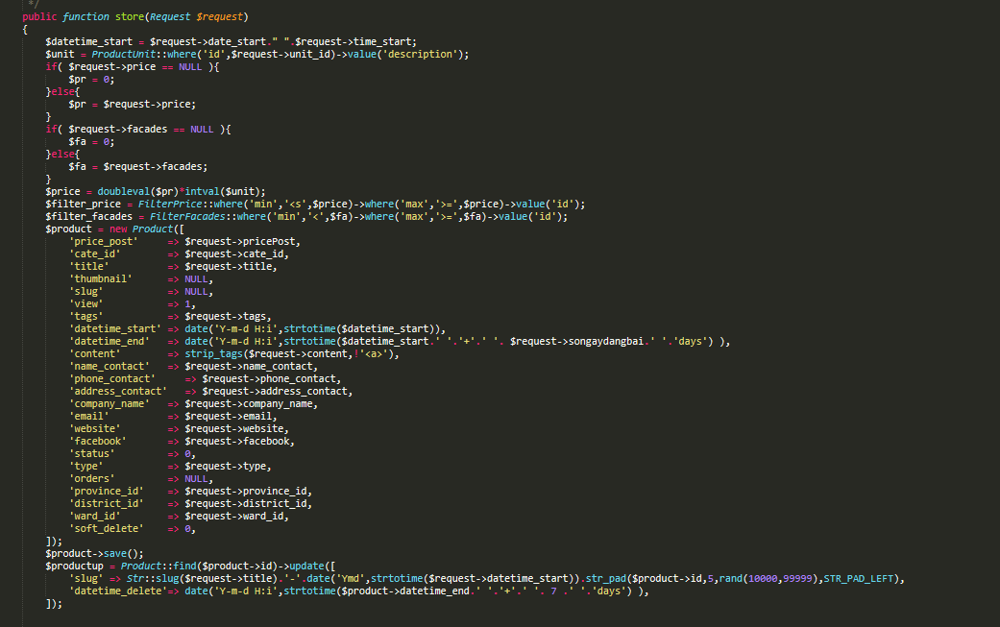 */
public function store(Request $request)
{
$datetime_start = $request->date_start." ".$request->time_start;
$unit = ProductUnit::where('id',$request->unit_id)->value('description');
if( $request->price == NULL ){
$pr = 0;
}else{
$pr = $request->price;
}
if( $request->facades == NULL ){
$fa = 0;
}else{
$fa = $request->facades;
}
$price = doubleval($pr)*intval($unit);
$filter_price = FilterPrice::where('min','<s',$price)->where('max','>=',$price)->value('id');
$filter_facades = FilterFacades::where('min','<',$fa)->where('max','>=',$fa)->value('id');
$product = new Product([
'price_post' => $request->pricePost,
'cate_id' => $request->cate_id,
'title' => $request->title,
'thumbnail' => NULL,
'slug' => NULL,
'view' => 1,
'tags' => $request->tags,
'datetime_start' => date('Y-m-d H:i',strtotime($datetime_start)),
'datetime_end' => date('Y-m-d H:i',strtotime($datetime_start.' '.'+'.' '. $request->songaydangbai.' '.'days') ),
'content' => strip_tags($request->content,!'<a>'),
'name_contact' => $request->name_contact,
'phone_contact' => $request->phone_contact,
'address_contact' => $request->address_contact,
'company_name' => $request->company_name,
'email' => $request->email,
'website' => $request->website,
'facebook' => $request->facebook,
'status' => 0,
'type' => $request->type,
'orders' => NULL,
'province_id' => $request->province_id,
'district_id' => $request->district_id,
'ward_id' => $request->ward_id,
'soft_delete' => 0,
]);
$product->save();
$productup = Product::find($product->id)->update([
'slug' => Str::slug($request->title).'-'.date('Ymd',strtotime($request->datetime_start)).str_pad($product->id,5,rand(10000,99999),STR_PAD_LEFT),
'datetime_delete'=> date('Y-m-d H:i',strtotime($product->datetime_end.' '.'+'.' '. 7 .' '.'days') ),
]);